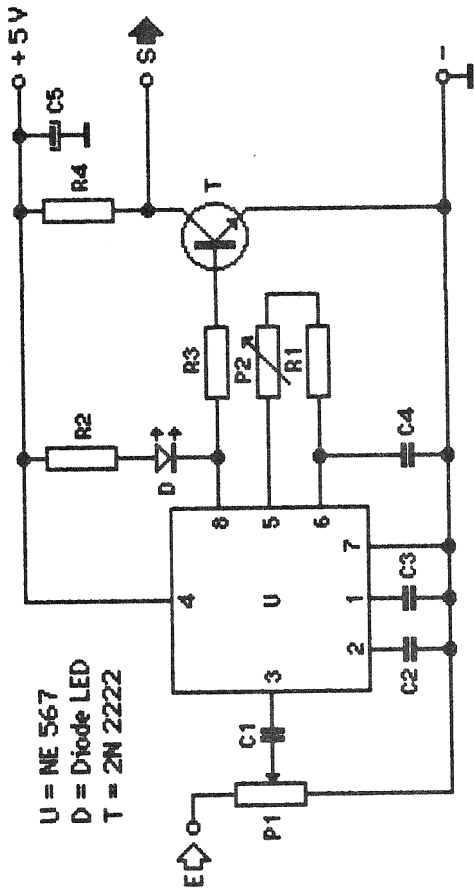 U = NE 567
D = Diode LED
T = 2N 2222
+5V
C5
R4
S
R2
D
R3
T
P2
R1
4
8
5
6
U
3
2
1
7
C1
C2
C3
C4
E
P1
-